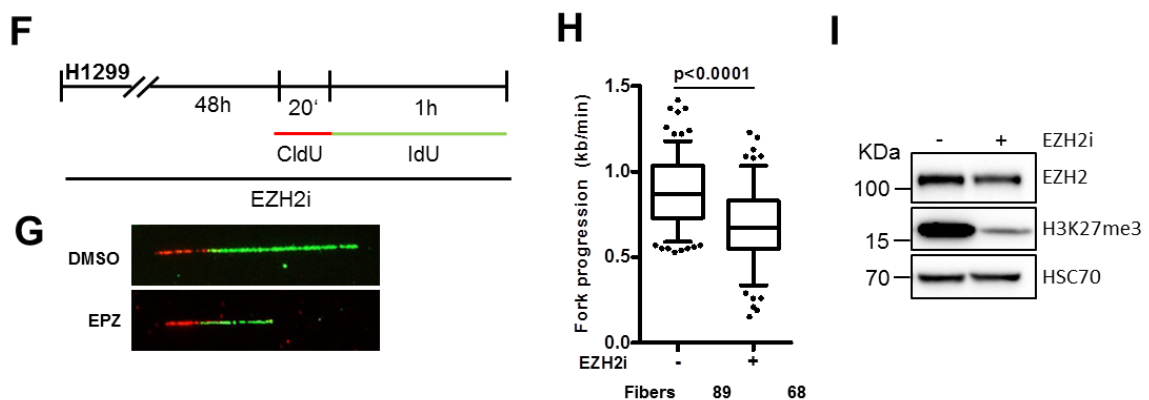 F
H1299
48h 20' 1h
CldU IdU
EZH2i
G
DMSO
EPZ
H
p<0.0001
Fork progression (kb/min)
1.5
1.0
0.5
0.0
EZH2i - +
Fibers 89 68
I
- + EZH2i
KDa
100 EZH2
15 H3K27me3
70 HSC70